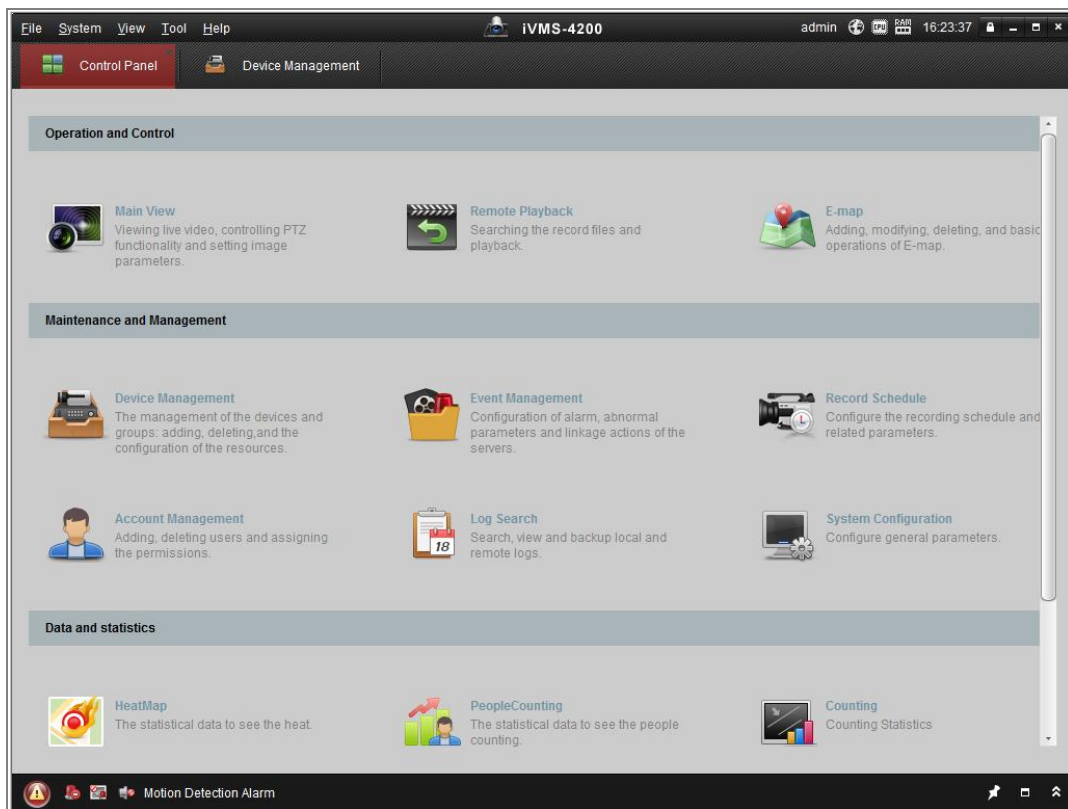 File System View Tool Help
iVMS-4200
admin CPU RAM 16:23:37
Control Panel
Device Management
Operation and Control
Main View
Viewing live video, controlling PTZ
functionality and setting image
parameters.
Remote Playback
Searching the record files and
playback.
E-map
Adding, modifying, deleting, and basic
operations of E-map.
Maintenance and Management
Device Management
The management of the devices and
groups: adding, deleting,and the
configuration of the resources.
Event Management
Configuration of alarm, abnormal
parameters and linkage actions of the
servers.
Record Schedule
Configure the recording schedule and
related parameters.
Account Management
Adding, deleting users and assigning
the permissions.
18
Log Search
Search, view and backup local and
remote logs.
System Configuration
Configure general parameters.
Data and statistics
HeatMap
The statistical data to see the heat.
PeopleCounting
The statistical data to see the people
counting.
Counting
Counting Statistics
Motion Detection Alarm